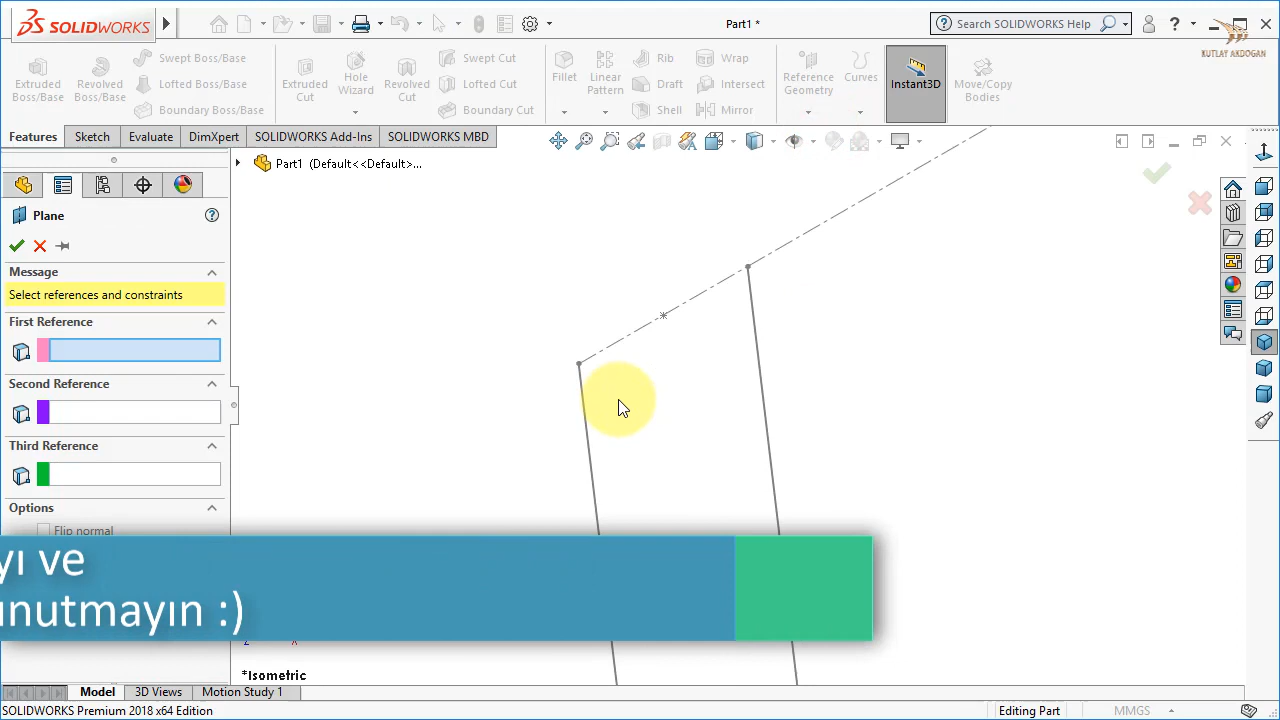 SOLIDWORKS
Part1 *
Search SOLIDWORKS Help
KUTLAY AKDOGAN
Extruded Boss/Base
Revolved Boss/Base
Swept Boss/Base
Lofted Boss/Base
Boundary Boss/Base
Extruded Cut
Hole Wizard
Revolved Cut
Swept Cut
Lofted Cut
Boundary Cut
Fillet
Linear Pattern
Rib
Draft
Shell
Wrap
Intersect
Mirror
Reference Geometry
Curves
Instant3D
Move/Copy Bodies
Features
Sketch
Evaluate
DimXpert
SOLIDWORKS Add-Ins
SOLIDWORKS MBD
Part1 (Default<<Default>...
Plane
Message
Select references and constraints
First Reference
Second Reference
Third Reference
Options
Flip normal
yı ve
unutmayın :)
*Isometric
Model
3D Views
Motion Study 1
SOLIDWORKS Premium 2018 x64 Edition
Editing Part
MMGS